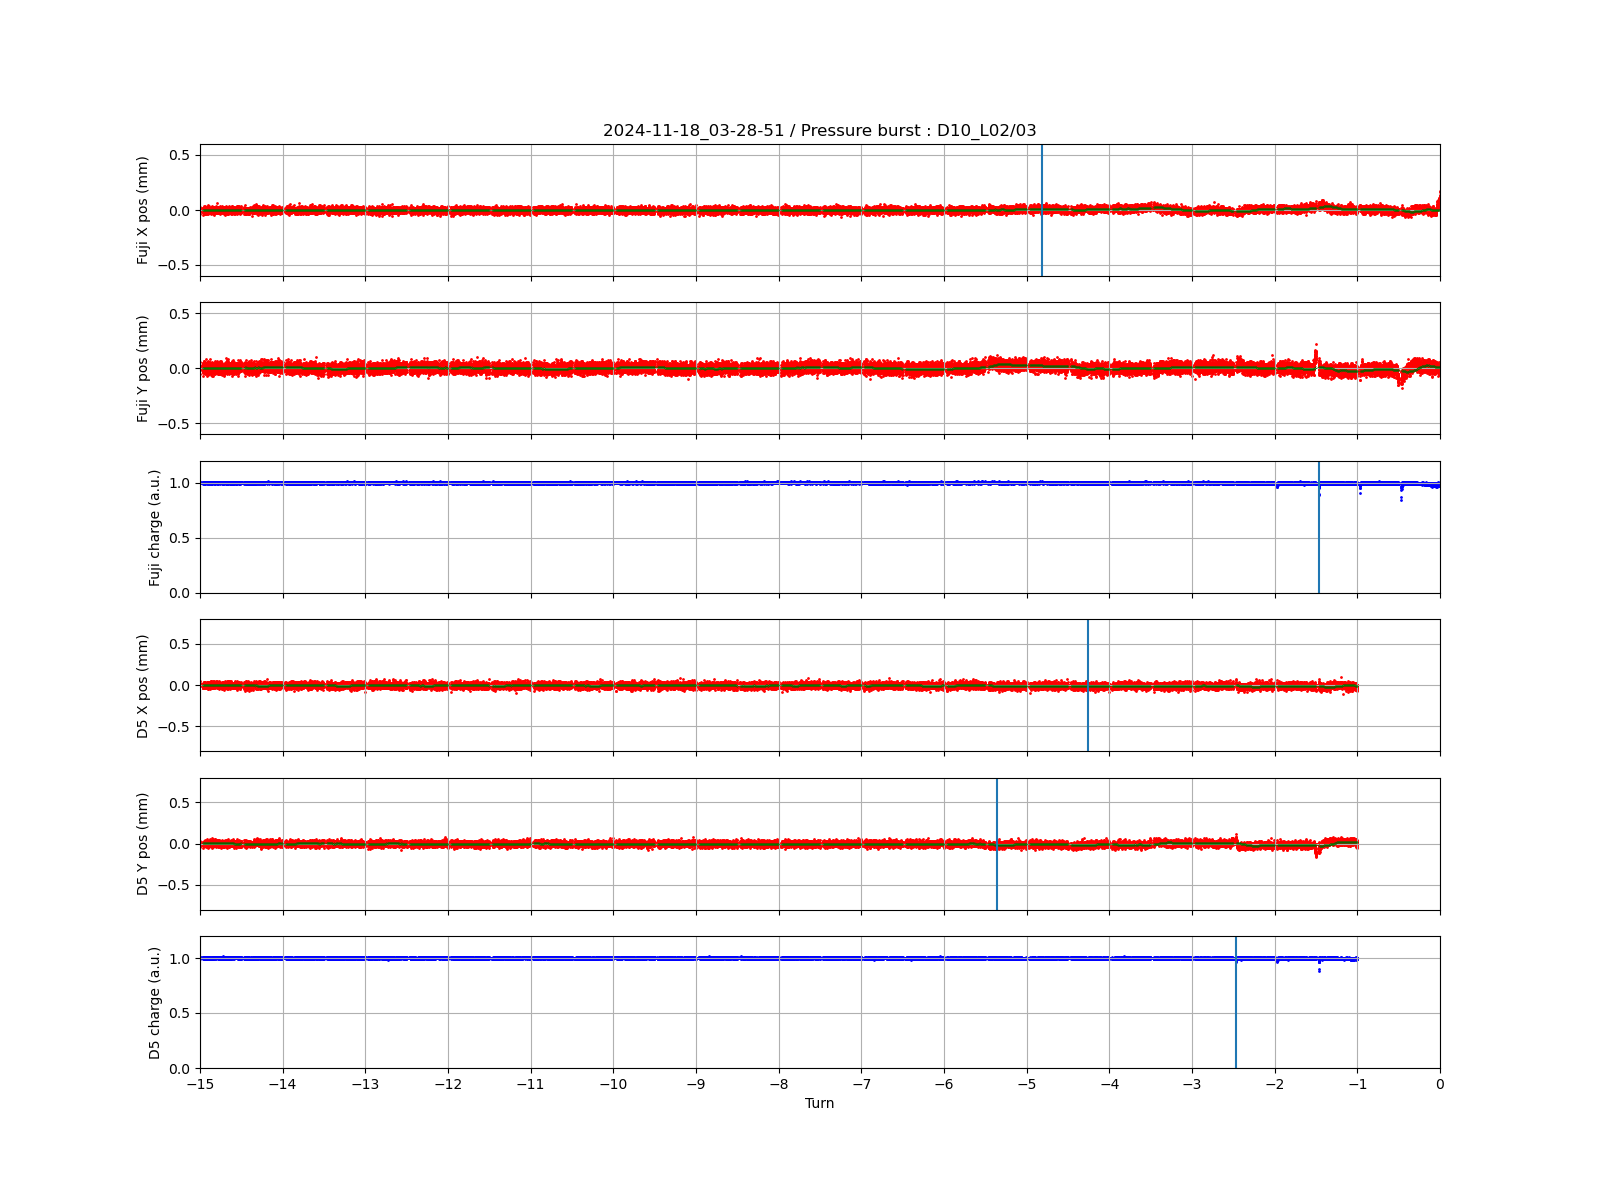 2024-11-18_03-28-51 / Pressure burst : D10_L02/03
0.5
0.0
−0.5
Fuji X pos (mm)
0.5
0.0
−0.5
Fuji Y pos (mm)
1.0
0.5
0.0
Fuji charge (a.u.)
0.5
0.0
−0.5
D5 X pos (mm)
0.5
0.0
−0.5
D5 Y pos (mm)
1.0
0.5
0.0
D5 charge (a.u.)
−15 −14 −13 −12 −11 −10 −9 −8 −7 −6 −5 −4 −3 −2 −1 0
Turn